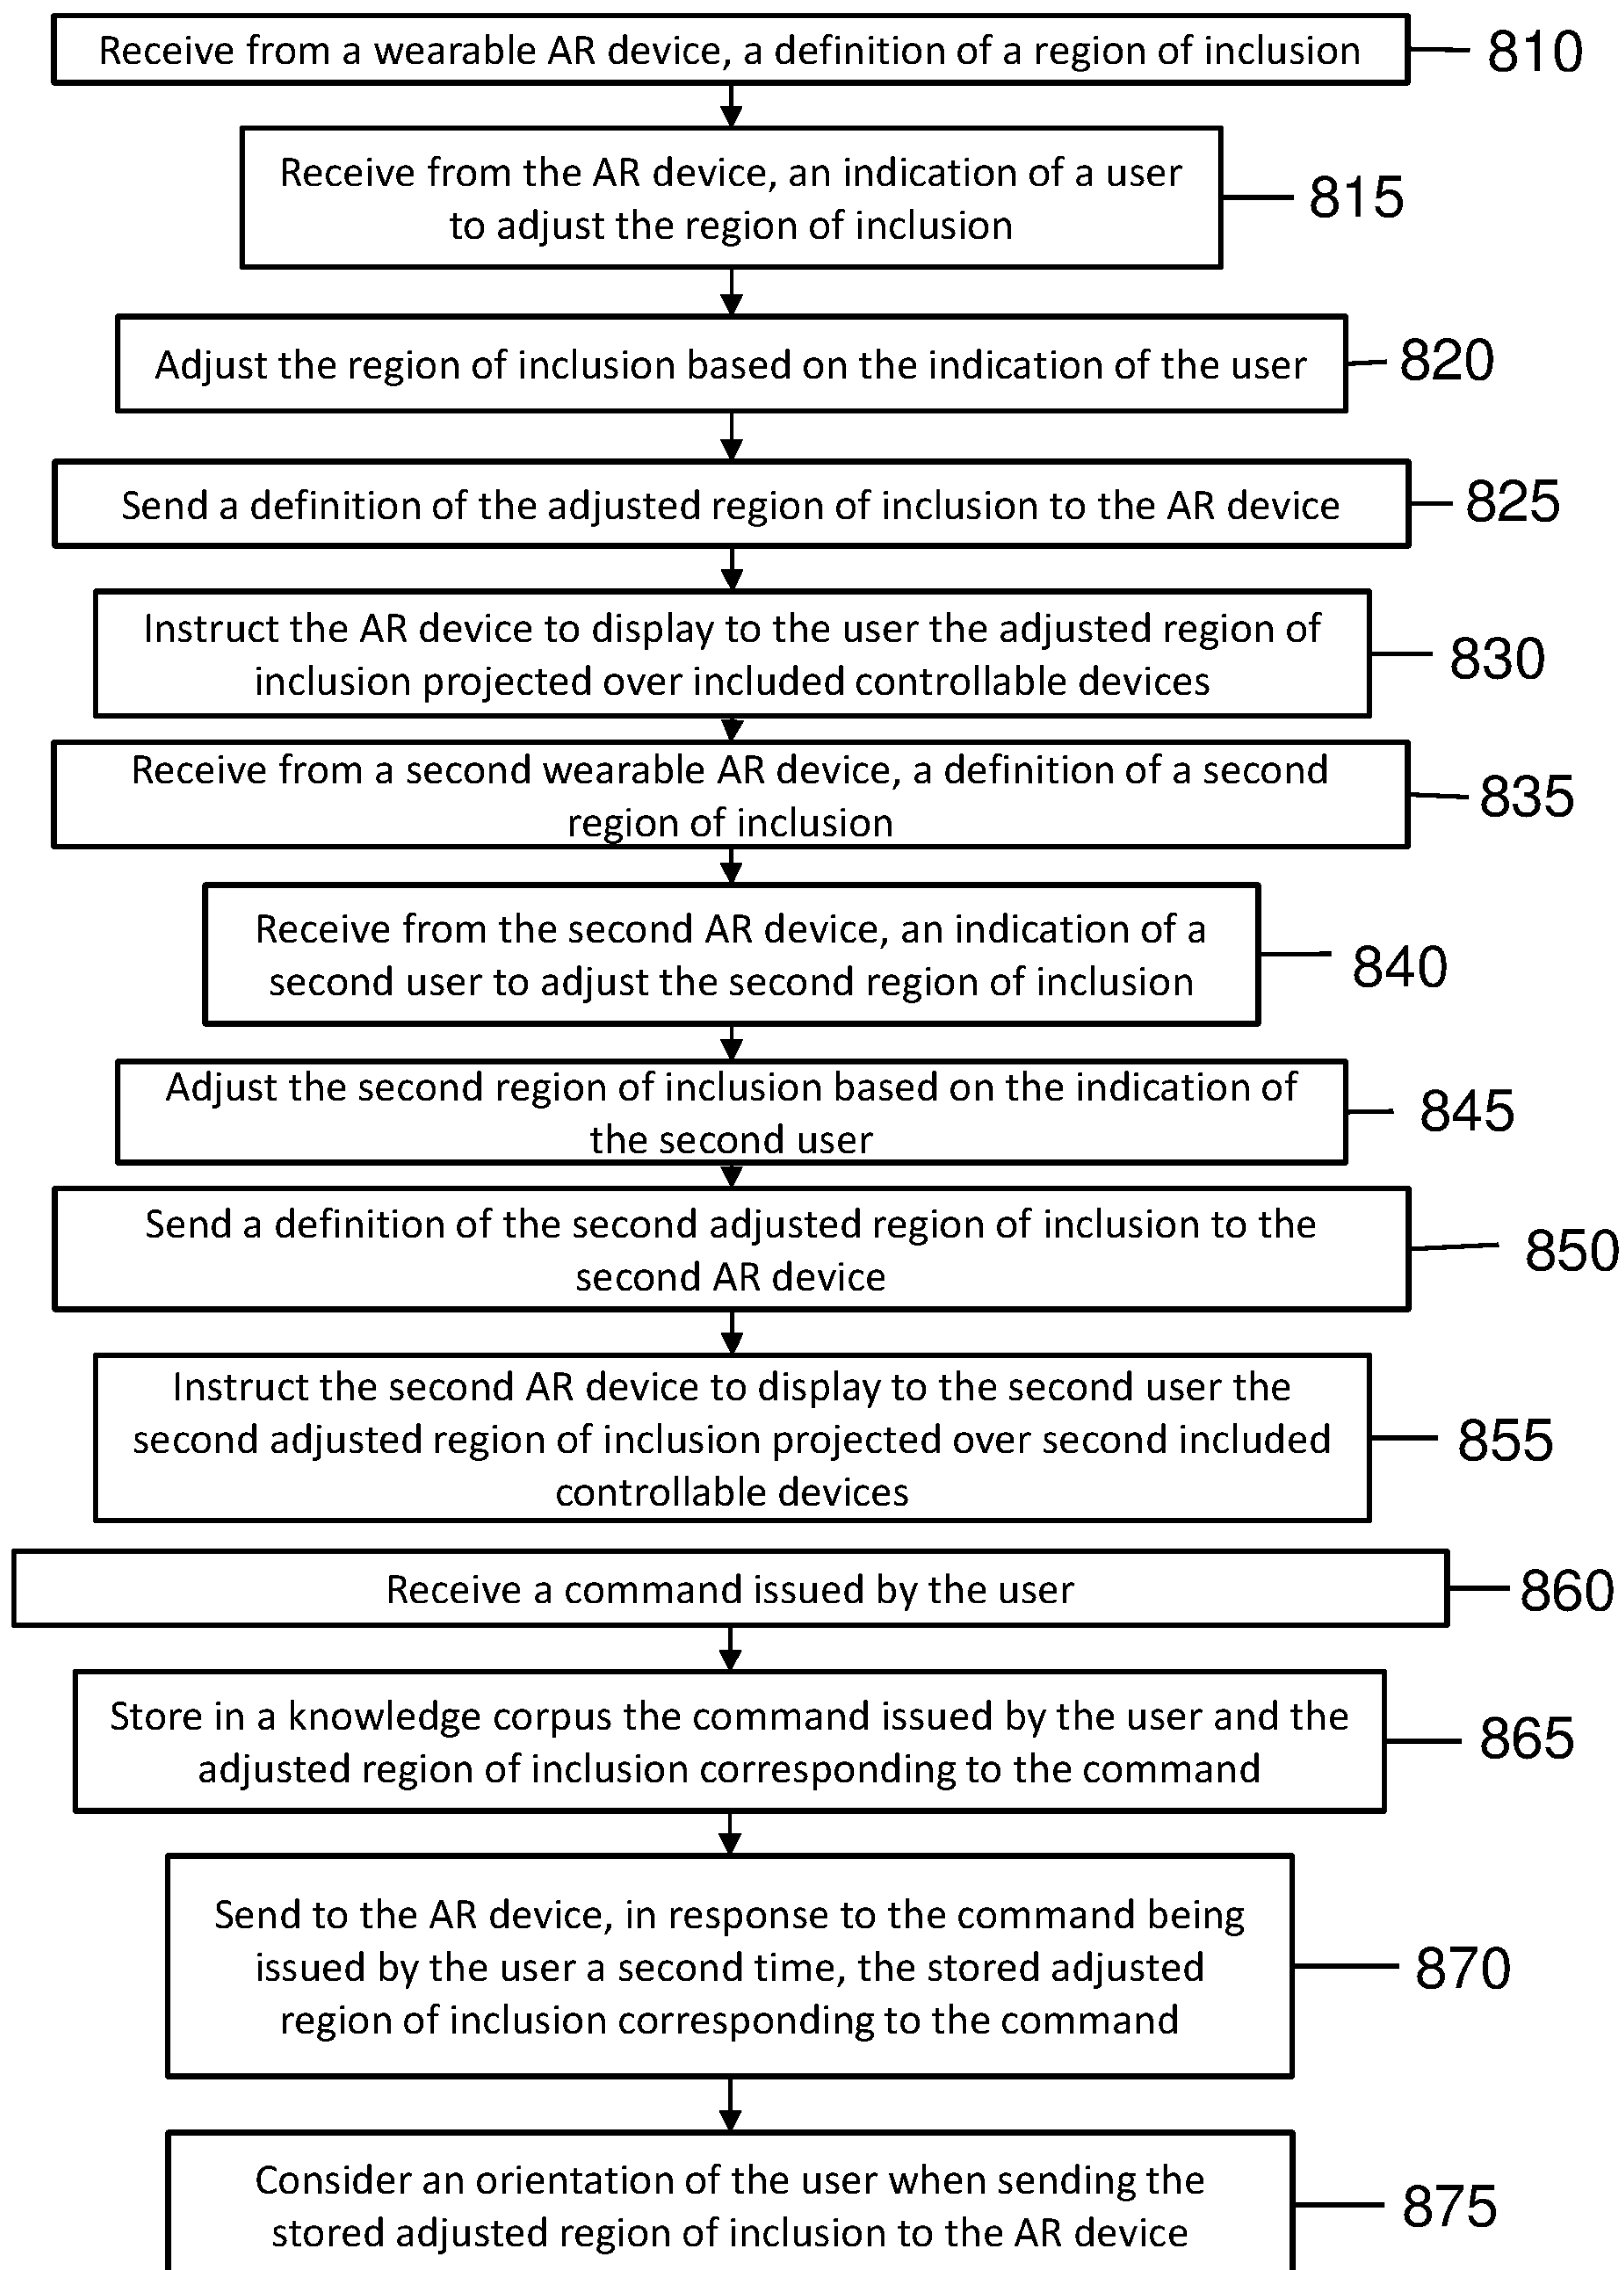 Receive from a wearable AR device, a definition of a region of inclusion
810
Receive from the AR device, an indication of a user
to adjust the region of inclusion
815
Adjust the region of inclusion based on the indication of the user
820
Send a definition of the adjusted region of inclusion to the AR device
825
Instruct the AR device to display to the user the adjusted region of
inclusion projected over included controllable devices
830
Receive from a second wearable AR device, a definition of a second
region of inclusion
835
Receive from the second AR device, an indication of a
second user to adjust the second region of inclusion
840
Adjust the second region of inclusion based on the indication of
the second user
845
Send a definition of the second adjusted region of inclusion to the
second AR device
850
Instruct the second AR device to display to the second user the
second adjusted region of inclusion projected over second included
controllable devices
855
Receive a command issued by the user
860
Store in a knowledge corpus the command issued by the user and the
adjusted region of inclusion corresponding to the command
865
Send to the AR device, in response to the command being
issued by the user a second time, the stored adjusted
region of inclusion corresponding to the command
870
Consider an orientation of the user when sending the
stored adjusted region of inclusion to the AR device
875